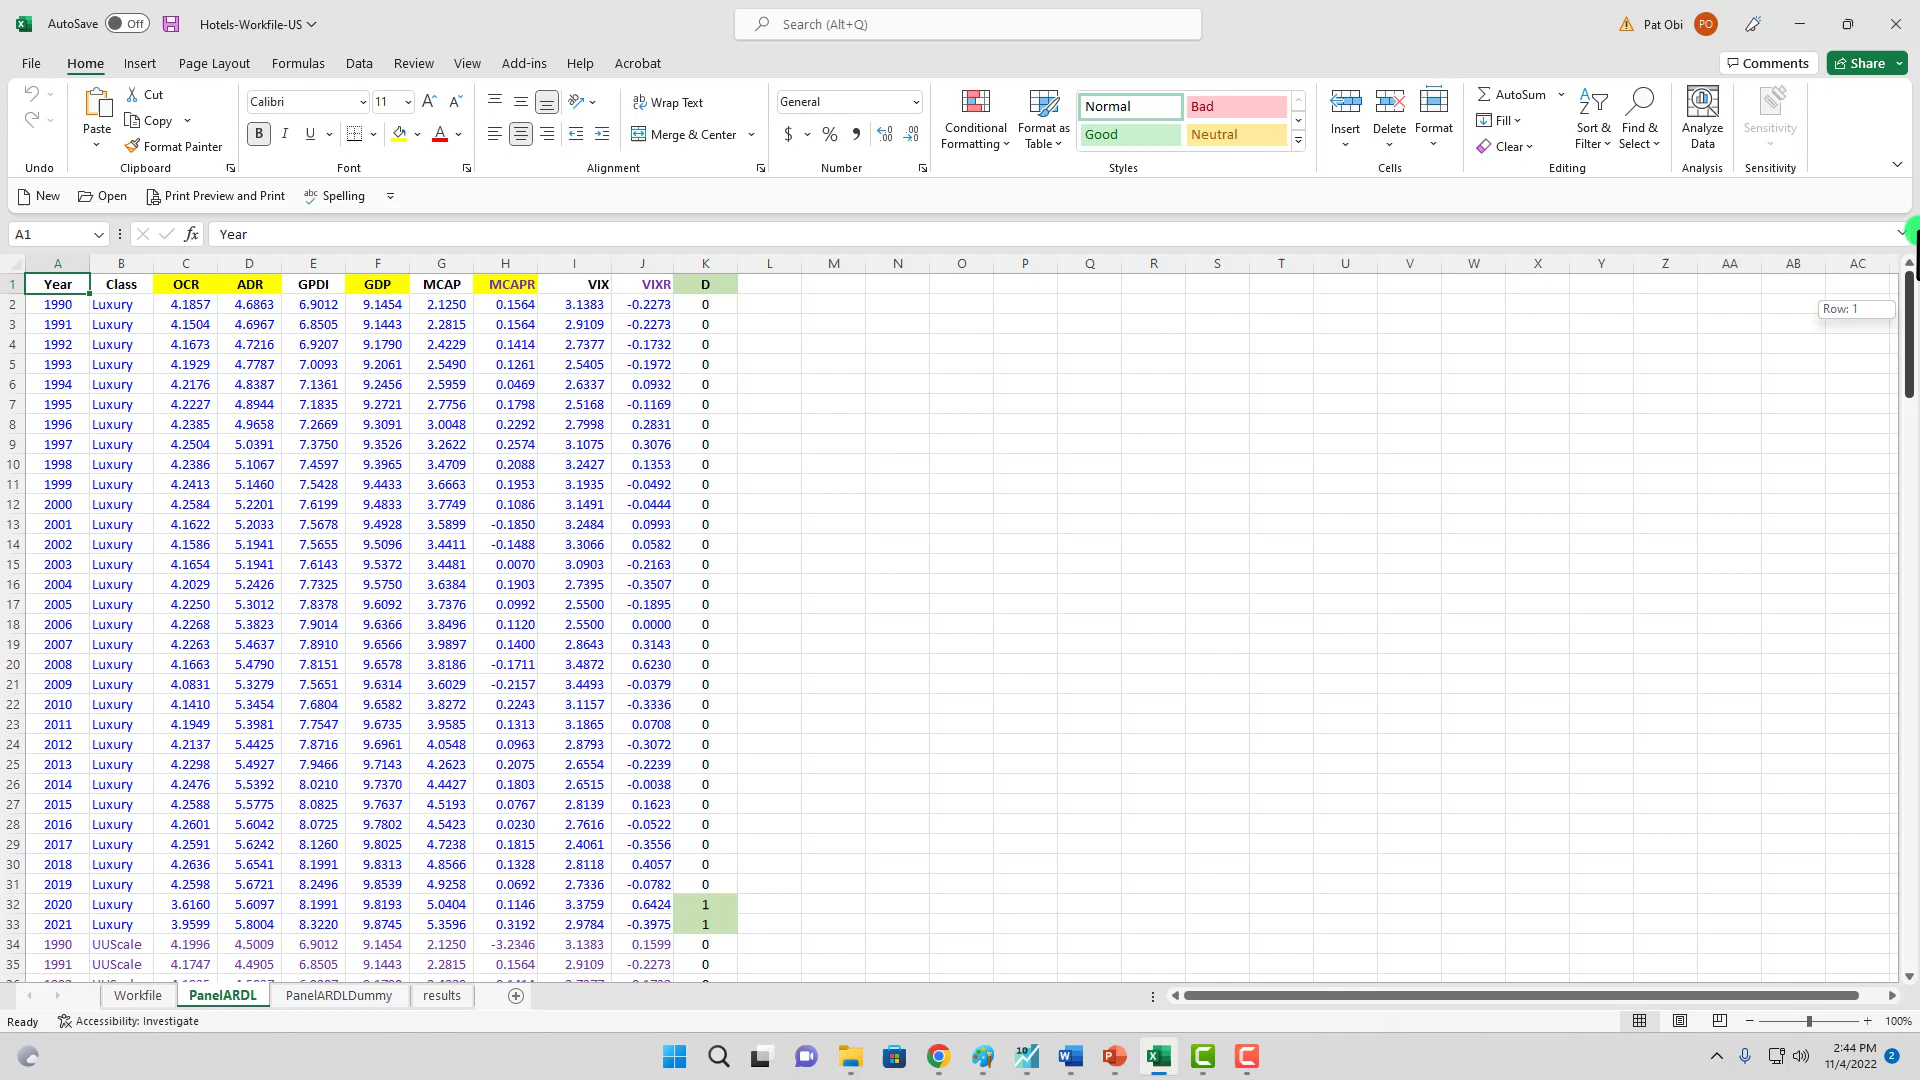 AutoSave Off Hotels-Workfile-US Search (Alt+Q) Pat Obi PO
File Home Insert Page Layout Formulas Data Review View Add-ins Help Acrobat Comments Share
Cut Calibri 11 Wrap Text General Normal Bad AutoSum
Paste Copy B I U Merge & Center $ % Conditional Formatting Format as Table Good Neutral Insert Delete Format Fill Sort & Filter Find & Select Analyze Data Sensitivity
Format Painter Clear
Undo Clipboard Font Alignment Number Styles Cells Editing Analysis Sensitivity
New Open Print Preview and Print abc Spelling
A1 fx Year
A B C D E F G H I J K L M N O P Q R S T U V W X Y Z AA AB AC
1 Year Class OCR ADR GPDI GDP MCAP MCAPR VIX VIXR D
2 1990 Luxury 4.1857 4.6863 6.9012 9.1454 2.1250 0.1564 3.1383 -0.2273 0
Row: 1
3 1991 Luxury 4.1504 4.6967 6.8505 9.1443 2.2815 0.1564 2.9109 -0.2273 0
4 1992 Luxury 4.1673 4.7216 6.9207 9.1790 2.4229 0.1414 2.7377 -0.1732 0
5 1993 Luxury 4.1929 4.7787 7.0093 9.2061 2.5490 0.1261 2.5405 -0.1972 0
6 1994 Luxury 4.2176 4.8387 7.1361 9.2456 2.5959 0.0469 2.6337 0.0932 0
7 1995 Luxury 4.2227 4.8944 7.1835 9.2721 2.7756 0.1798 2.5168 -0.1169 0
8 1996 Luxury 4.2385 4.9658 7.2669 9.3091 3.0048 0.2292 2.7998 0.2831 0
9 1997 Luxury 4.2504 5.0391 7.3750 9.3526 3.2622 0.2574 3.1075 0.3076 0
10 1998 Luxury 4.2386 5.1067 7.4597 9.3965 3.4709 0.2088 3.2427 0.1353 0
11 1999 Luxury 4.2413 5.1460 7.5428 9.4433 3.6663 0.1953 3.1935 -0.0492 0
12 2000 Luxury 4.2584 5.2201 7.6199 9.4833 3.7749 0.1086 3.1491 -0.0444 0
13 2001 Luxury 4.1622 5.2033 7.5678 9.4928 3.5899 -0.1850 3.2484 0.0993 0
14 2002 Luxury 4.1586 5.1941 7.5655 9.5096 3.4411 -0.1488 3.3066 0.0582 0
15 2003 Luxury 4.1654 5.1941 7.6143 9.5372 3.4481 0.0070 3.0903 -0.2163 0
16 2004 Luxury 4.2029 5.2426 7.7325 9.5750 3.6384 0.1903 2.7395 -0.3507 0
17 2005 Luxury 4.2250 5.3012 7.8378 9.6092 3.7376 0.0992 2.5500 -0.1895 0
18 2006 Luxury 4.2268 5.3823 7.9014 9.6366 3.8496 0.1120 2.5500 0.0000 0
19 2007 Luxury 4.2263 5.4637 7.8910 9.6566 3.9897 0.1400 2.8643 0.3143 0
20 2008 Luxury 4.1663 5.4790 7.8151 9.6578 3.8186 -0.1711 3.4872 0.6230 0
21 2009 Luxury 4.0831 5.3279 7.5651 9.6314 3.6029 -0.2157 3.4493 -0.0379 0
22 2010 Luxury 4.1410 5.3454 7.6804 9.6582 3.8272 0.2243 3.1157 -0.3336 0
23 2011 Luxury 4.1949 5.3981 7.7547 9.6735 3.9585 0.1313 3.1865 0.0708 0
24 2012 Luxury 4.2137 5.4425 7.8716 9.6961 4.0548 0.0963 2.8793 -0.3072 0
25 2013 Luxury 4.2298 5.4927 7.9466 9.7143 4.2623 0.2075 2.6554 -0.2239 0
26 2014 Luxury 4.2476 5.5392 8.0210 9.7370 4.4427 0.1803 2.6515 -0.0038 0
27 2015 Luxury 4.2588 5.5775 8.0825 9.7637 4.5193 0.0767 2.8139 0.1623 0
28 2016 Luxury 4.2601 5.6042 8.0725 9.7802 4.5423 0.0230 2.7616 -0.0522 0
29 2017 Luxury 4.2591 5.6242 8.1260 9.8025 4.7238 0.1815 2.4061 -0.3556 0
30 2018 Luxury 4.2636 5.6541 8.1991 9.8313 4.8566 0.1328 2.8118 0.4057 0
31 2019 Luxury 4.2598 5.6721 8.2496 9.8539 4.9258 0.0692 2.7336 -0.0782 0
32 2020 Luxury 3.6160 5.6097 8.1991 9.8193 5.0404 0.1146 3.3759 0.6424 1
33 2021 Luxury 3.9599 5.8004 8.3220 9.8745 5.3596 0.3192 2.9784 -0.3975 1
34 1990 UUScale 4.1996 4.5009 6.9012 9.1454 2.1250 -3.2346 3.1383 0.1599 0
35 1991 UUScale 4.1747 4.4905 6.8505 9.1443 2.2815 0.1564 2.9109 -0.2273 0
Workfile PanelARDL PanelARDLDummy results
Ready Accessibility: Investigate 100%
2:44 PM
11/4/2022 2